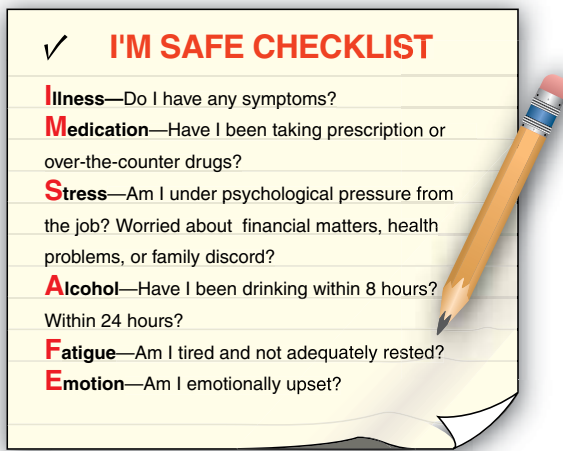 I'M SAFE CHECKLIST
Illness—Do I have any symptoms?
Medication—Have I been taking prescription or
over-the-counter drugs?
Stress—Am I under psychological pressure from
the job? Worried about financial matters, health
problems, or family discord?
Alcohol—Have I been drinking within 8 hours?
Within 24 hours?
Fatigue—Am I tired and not adequately rested?
Emotion—Am I emotionally upset?